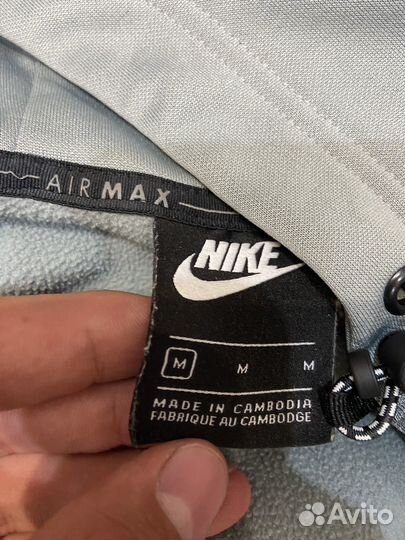 AIR MAX
NIKE
M M M
MADE IN CAMBODIA
FABRIQUE AU CAMBODGE
Avito